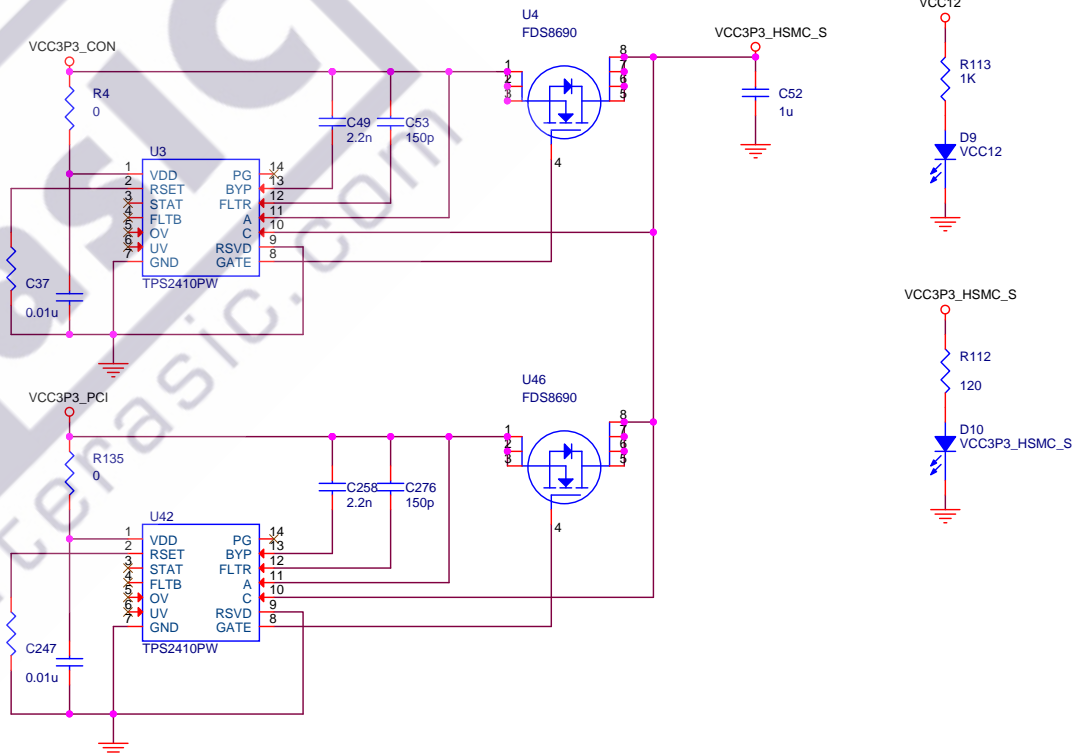 U4
FDS8690
VCC3P3_CON
VCC3P3_HSMC_S
VCC12
R4
0
1
2
3
8
7
6
5
4
C49
2.2n
C53
150p
C52
1u
R113
1K
D9
VCC12
U3
1 VDD PG 14
2 RSET BYP 13
3 STAT FLTR 12
4 FLTB A 11
5 OV C 10
6 UV RSVD 9
7 GND GATE 8
TPS2410PW
C37
0.01u
VCC3P3_HSMC_S
R112
120
D10
VCC3P3_HSMC_S
VCC3P3_PCI
U46
FDS8690
R135
0
1
2
3
8
7
6
5
4
C258
2.2n
C276
150p
U42
1 VDD PG 14
2 RSET BYP 13
3 STAT FLTR 12
4 FLTB A 11
5 OV C 10
6 UV RSVD 9
7 GND GATE 8
TPS2410PW
C247
0.01u
asic
terasic.com